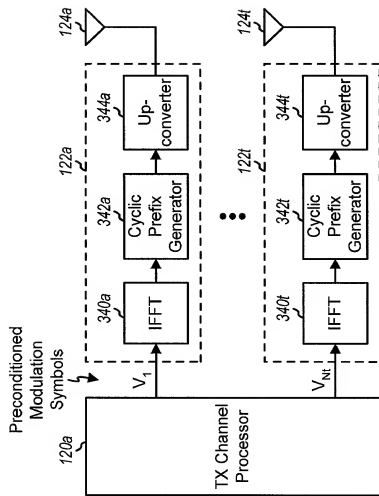 Preconditioned
Modulation
Symbols
120a
TX Channel
Processor
V1
122a
340a
IFFT
342a
Cyclic
Prefix
Generator
344a
Up-
converter
124a
VNt
122t
340t
IFFT
342t
Cyclic
Prefix
Generator
344t
Up-
converter
124t